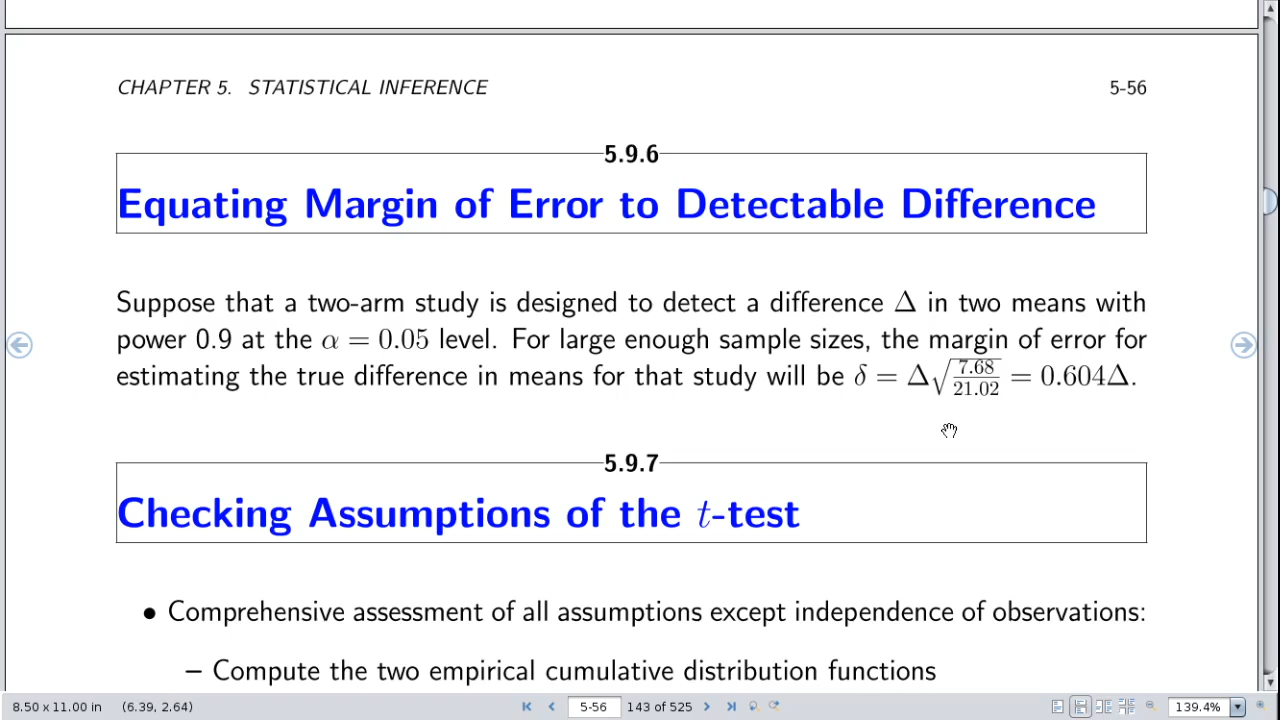 CHAPTER 5. STATISTICAL INFERENCE 5-56
5.9.6
Equating Margin of Error to Detectable Difference
Suppose that a two-arm study is designed to detect a difference Δ in two means with
power 0.9 at the α = 0.05 level. For large enough sample sizes, the margin of error for
estimating the true difference in means for that study will be δ = Δ√(7.68/21.02) = 0.604Δ.
5.9.7
Checking Assumptions of the t-test
• Comprehensive assessment of all assumptions except independence of observations:
– Compute the two empirical cumulative distribution functions
8.50 x 11.00 in (6.39, 2.64) 5-56 143 of 525 139.4%